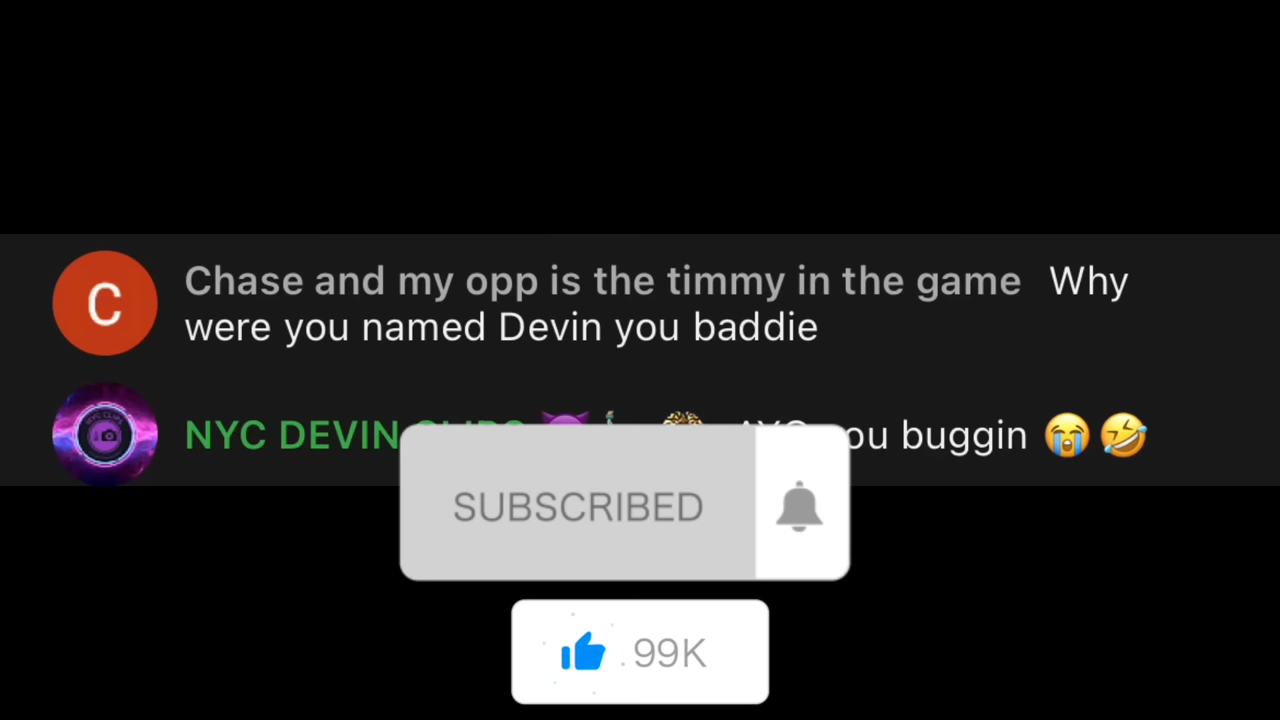 C
Chase and my opp is the timmy in the game Why
were you named Devin you baddie
NYC DEVIN buggin 😭🤣
SUBSCRIBED
99K